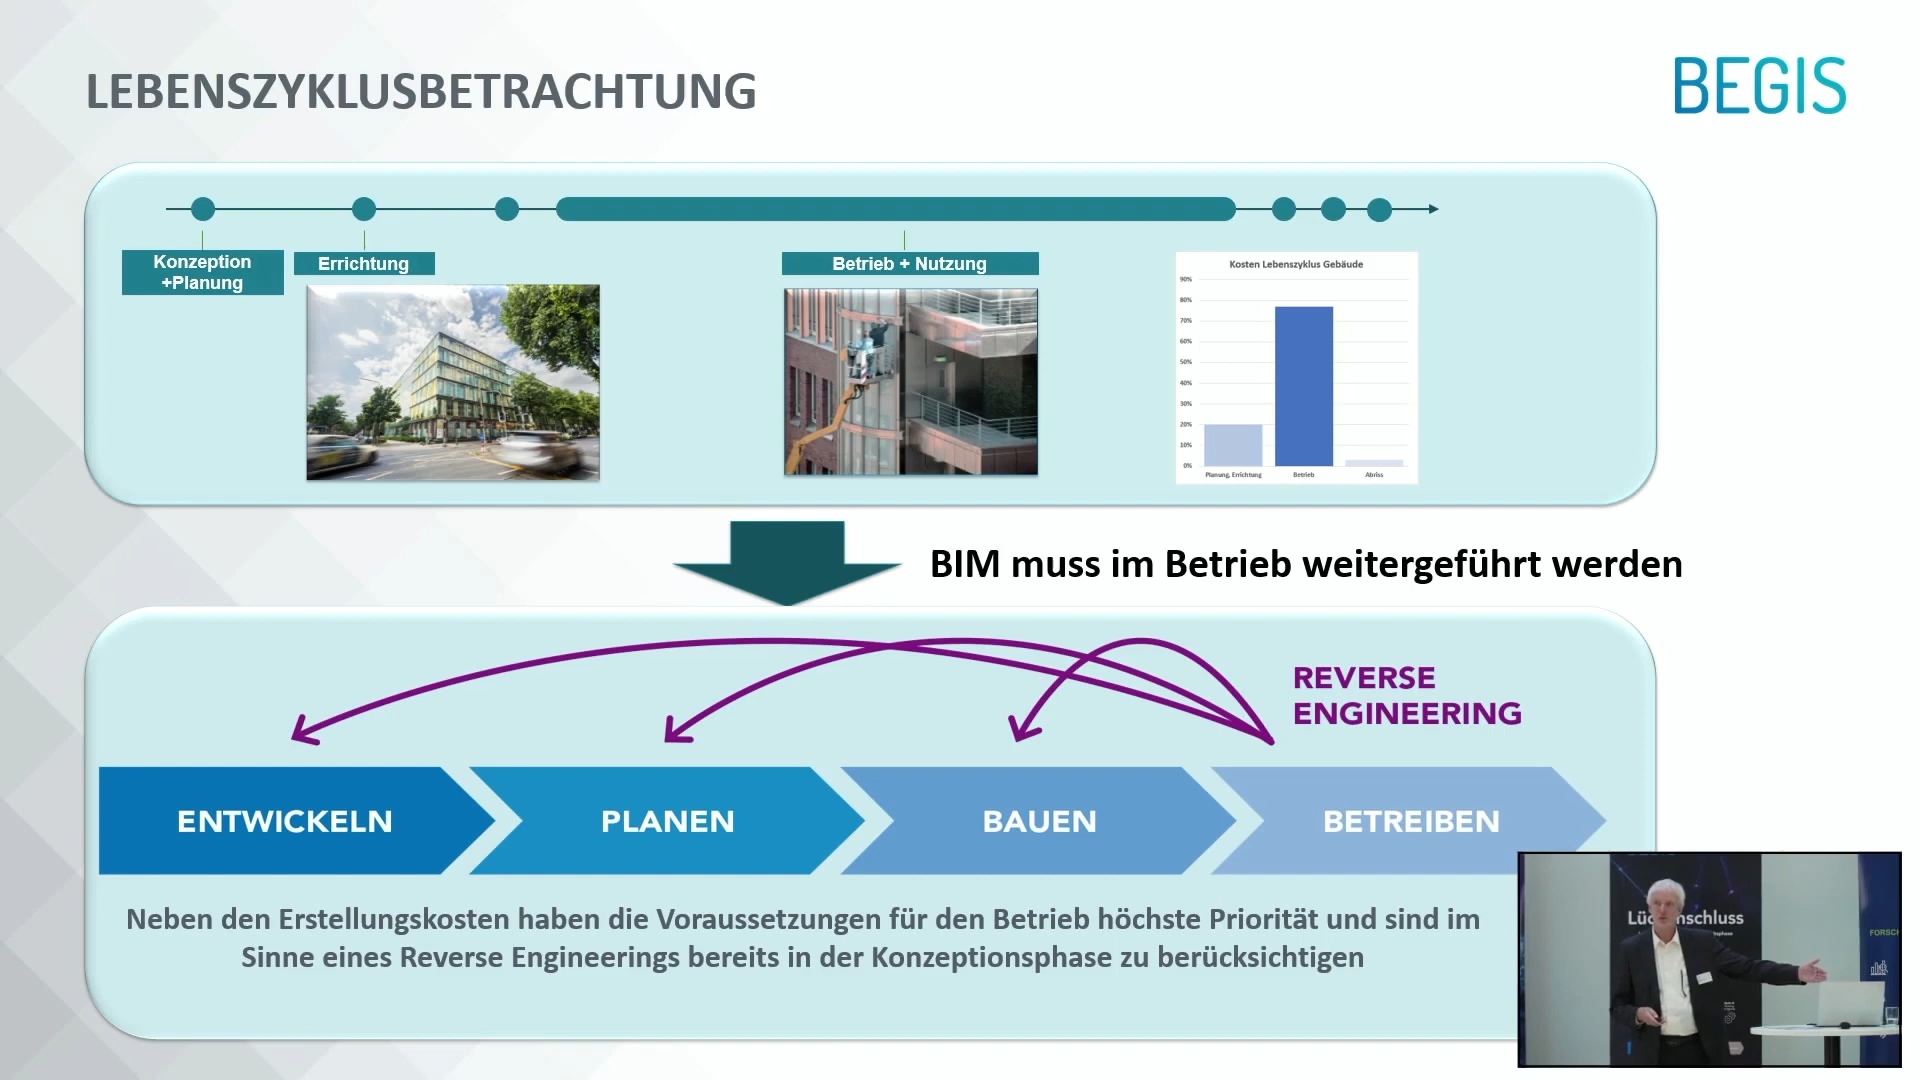 LEBENSZYKLUSBETRACHTUNG
BEGIS
Konzeption
+Planung
Errichtung
Betrieb + Nutzung
Kosten Lebenszyklus Gebäude
90%
80%
70%
60%
50%
40%
30%
20%
10%
0%
Planung, Errichtung
Betrieb
Abriss
BIM muss im Betrieb weitergeführt werden
REVERSE
ENGINEERING
ENTWICKELN
PLANEN
BAUEN
BETREIBEN
Neben den Erstellungskosten haben die Voraussetzungen für den Betrieb höchste Priorität und sind im
Sinne eines Reverse Engineerings bereits in der Konzeptionsphase zu berücksichtigen